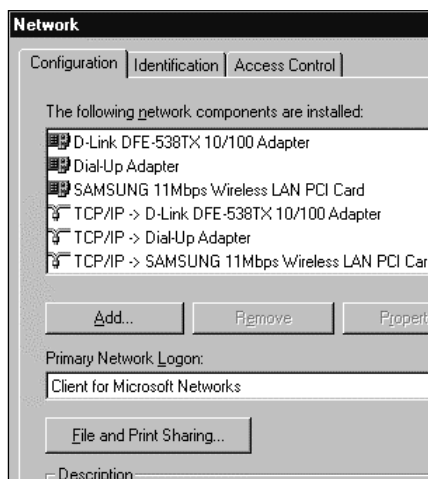 Network
Configuration Identification Access Control
The following network components are installed:
D-Link DFE-538TX 10/100 Adapter
Dial-Up Adapter
SAMSUNG 11Mbps Wireless LAN PCI Card
TCP/IP -> D-Link DFE-538TX 10/100 Adapter
TCP/IP -> Dial-Up Adapter
TCP/IP -> SAMSUNG 11Mbps Wireless LAN PCI Car
Add... Remove Propert
Primary Network Logon:
Client for Microsoft Networks
File and Print Sharing...
Description